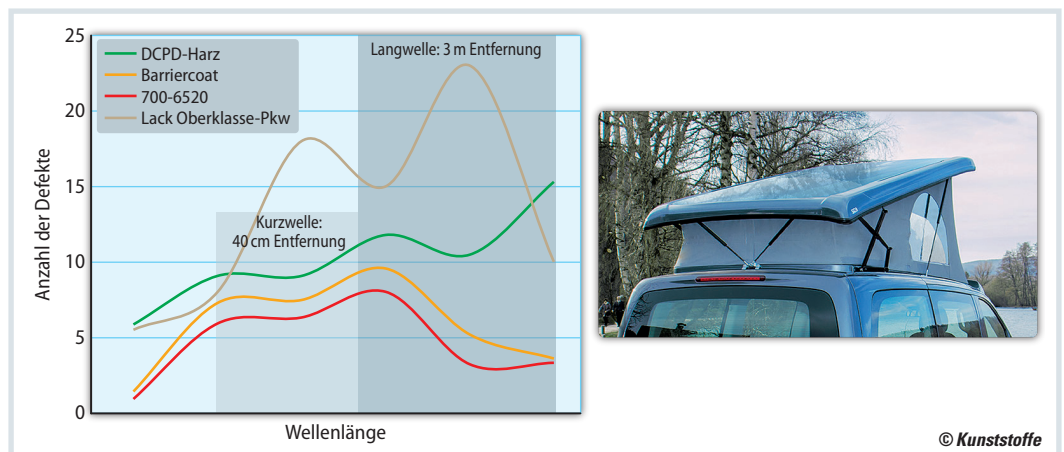 25
20
15
10
5
0
Anzahl der Defekte
DCPD-Harz
Barriercoat
700-6520
Lack Oberklasse-Pkw
Langwelle: 3 m Entfernung
Kurzwelle:
40 cm Entfernung
Wellenlänge
© Kunststoffe